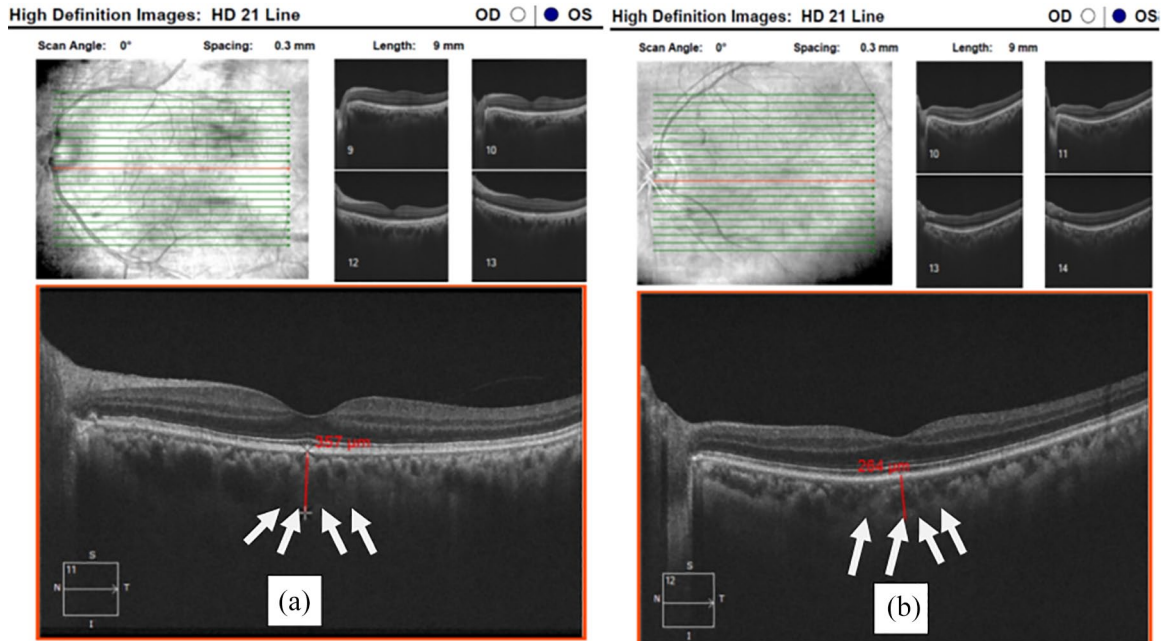 High Definition Images: HD 21 Line OD OS
Scan Angle: 0° Spacing: 0.3 mm Length: 9 mm
9
10
12
13
357 µm
11
S
N
T
I
(a)
High Definition Images: HD 21 Line OD OS
Scan Angle: 0° Spacing: 0.3 mm Length: 9 mm
10
11
13
14
264 µm
12
S
N
T
I
(b)